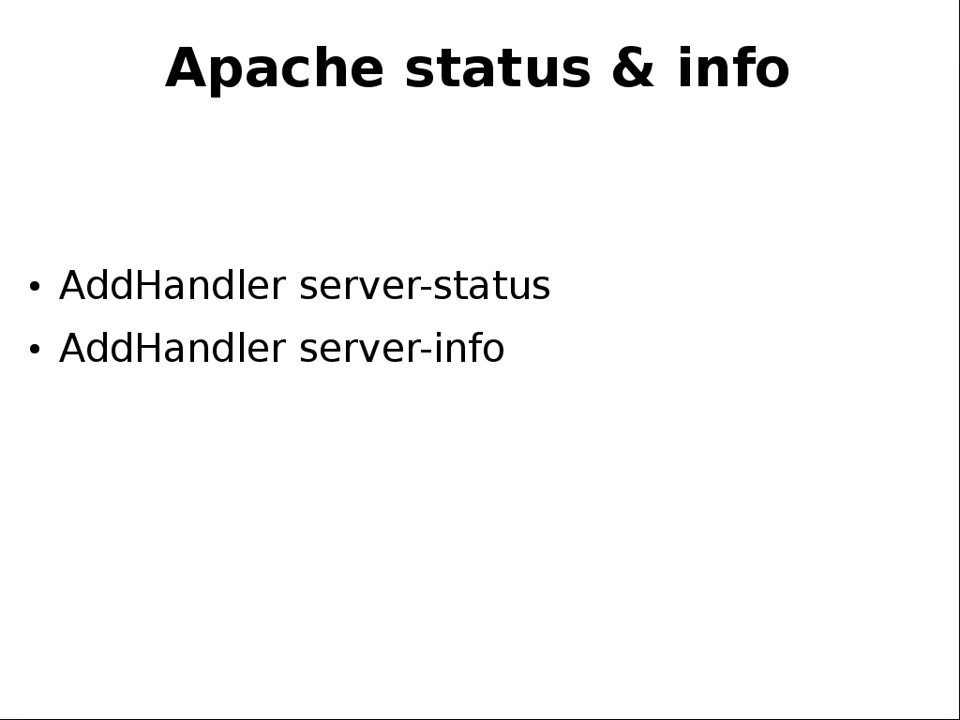 Apache status & info
• AddHandler server-status
• AddHandler server-info